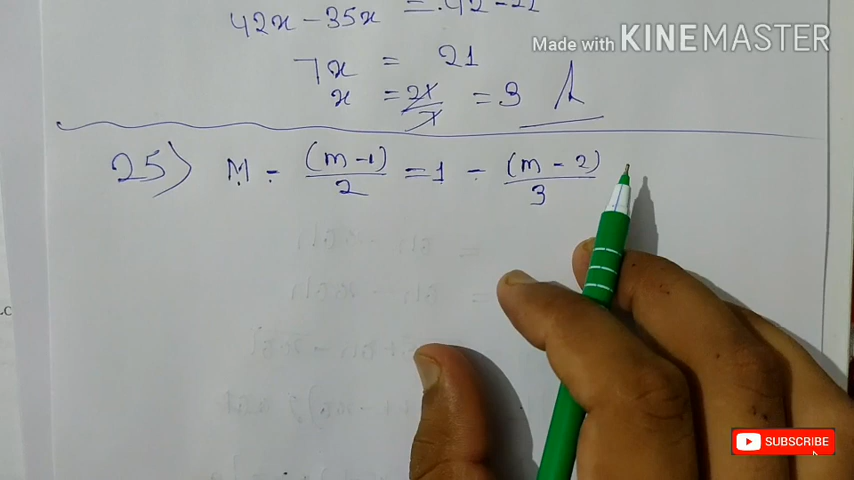 42x - 35x = 42 - 21
Made with KINEMASTER
7x = 21
x = 21/7 = 3
25) M - (m - 1)/2 = 1 - (m - 2)/3
SUBSCRIBE